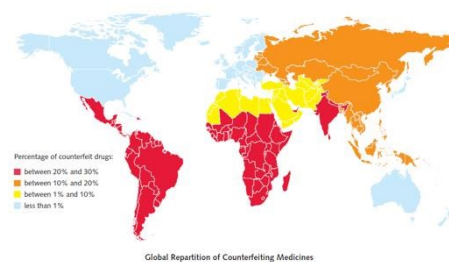 Percentage of counterfeit drugs:
between 20% and 30%
between 10% and 20%
between 1% and 10%
less than 1%
Global Repartition of Counterfeiting Medicines